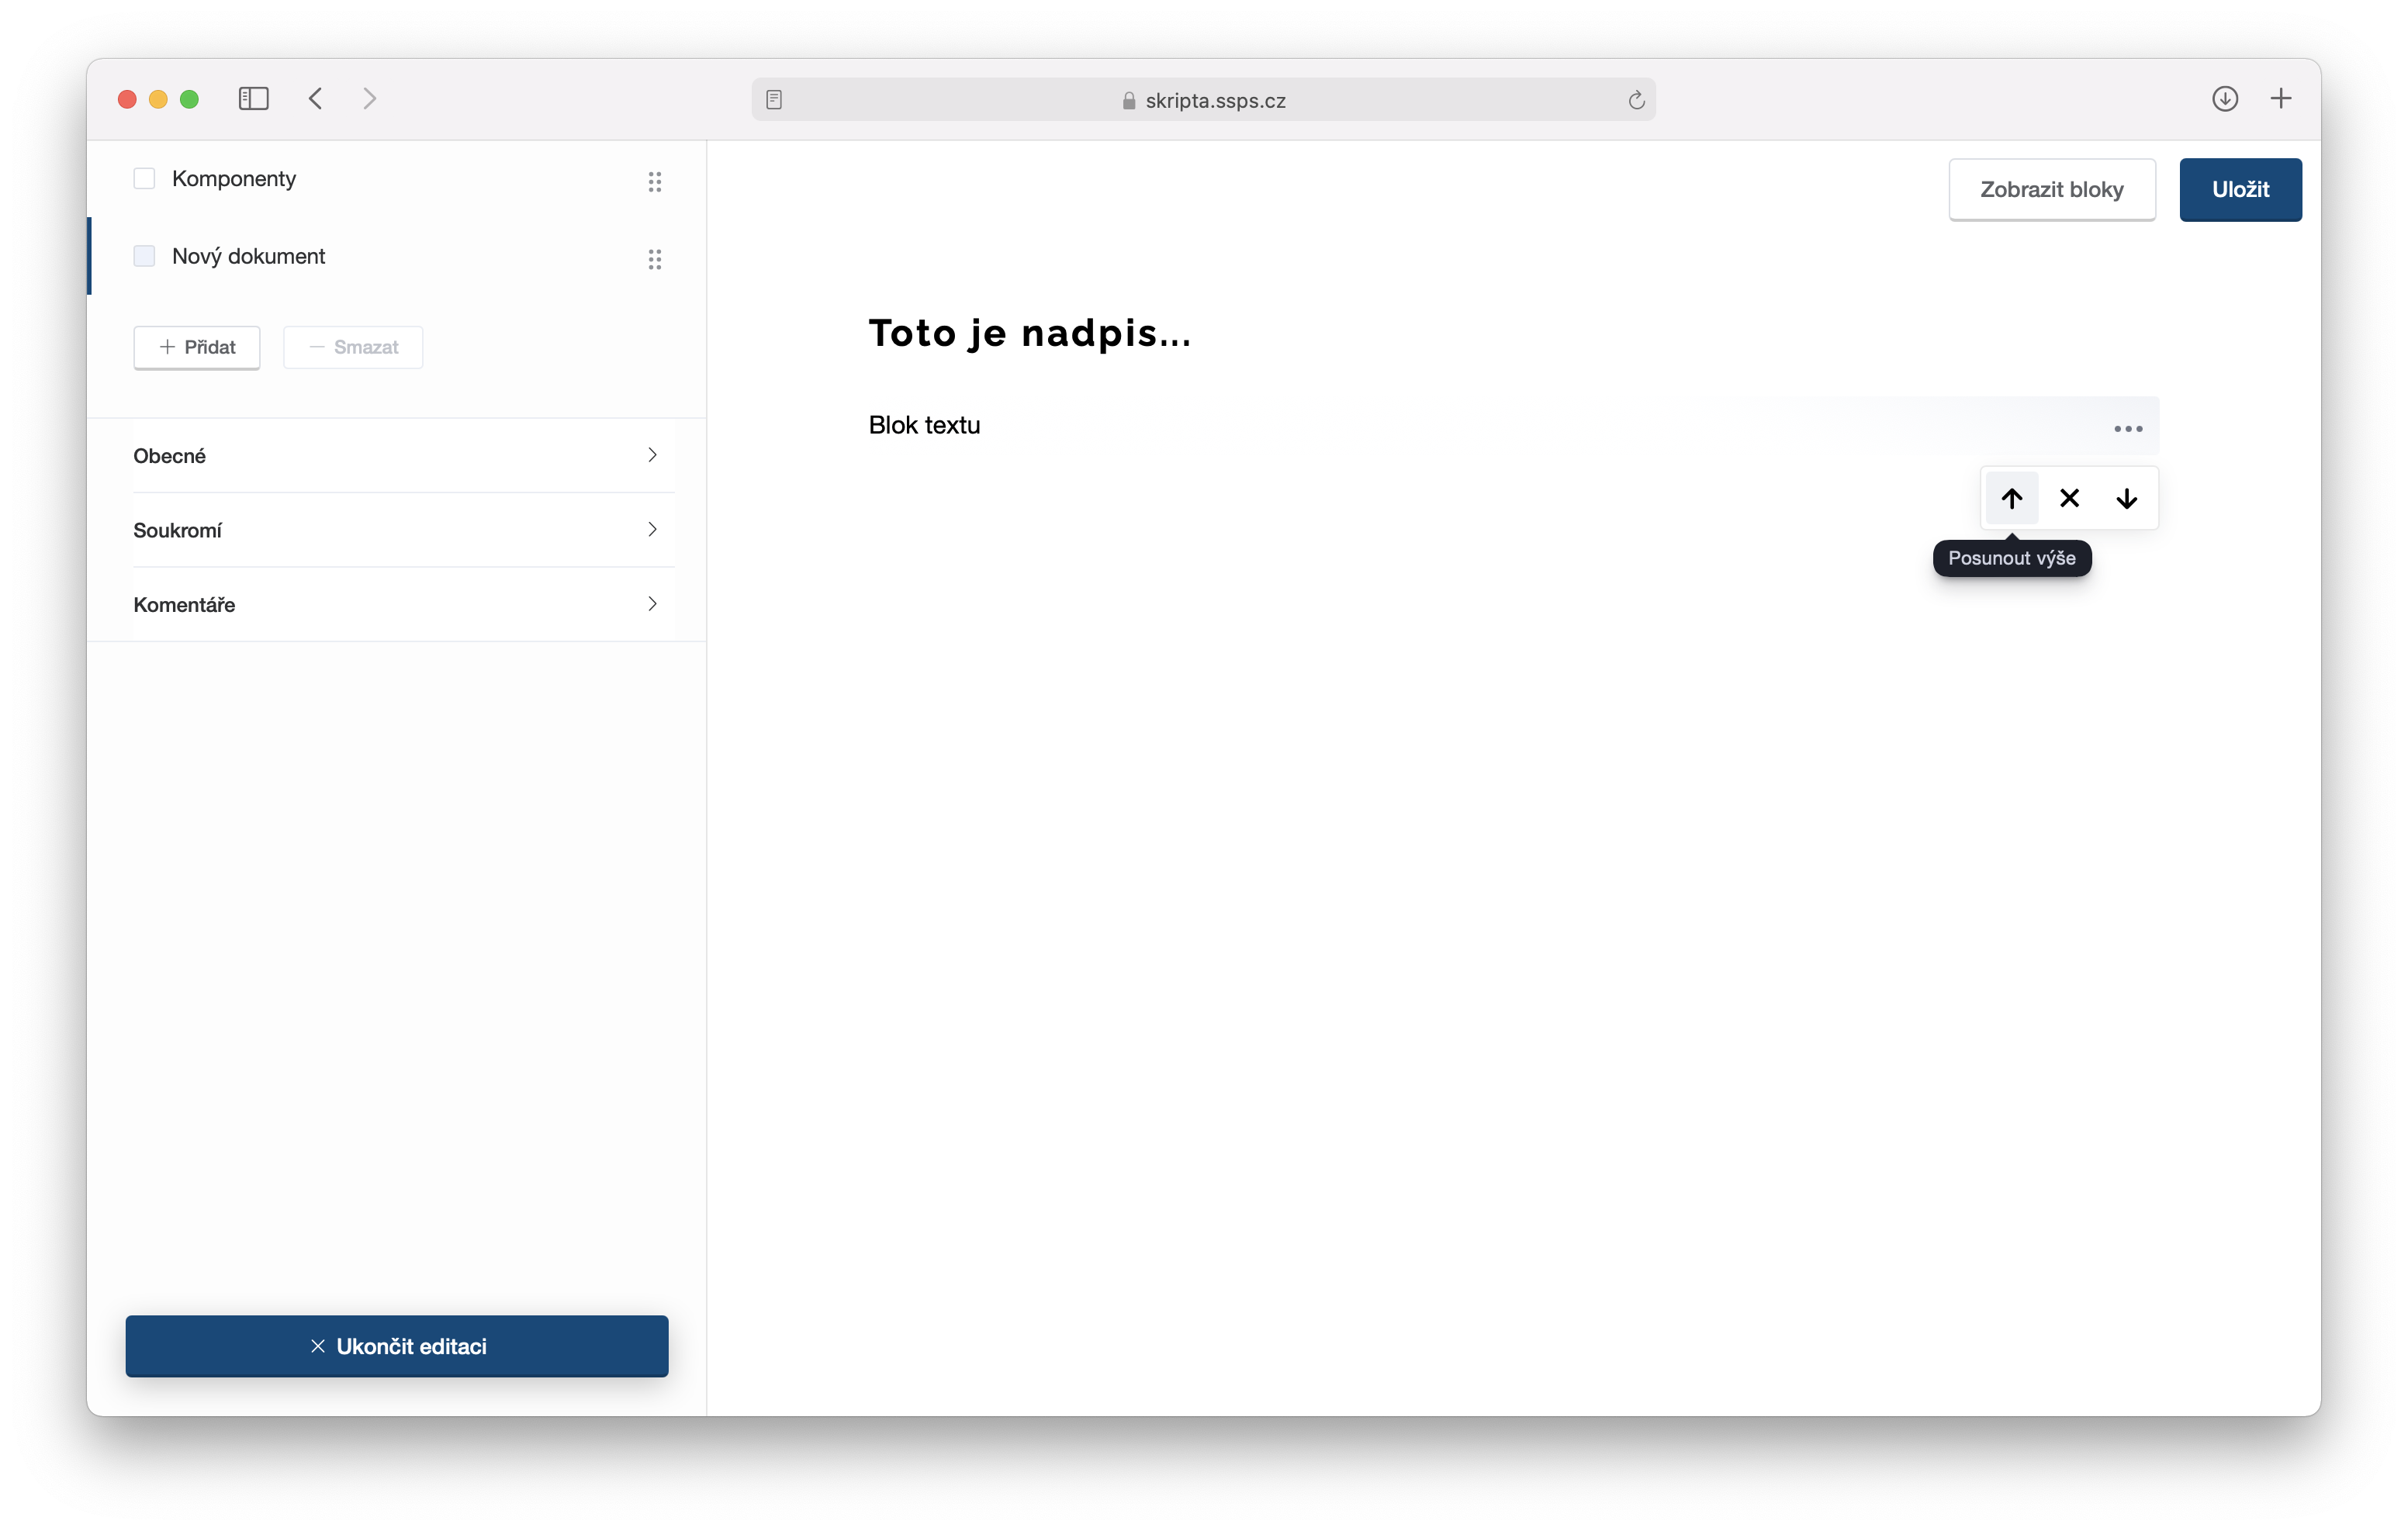 skripta.ssps.cz
Komponenty
Nový dokument
Přidat
Smazat
Obecné
Soukromí
Komentáře
Ukončit editaci
Zobrazit bloky
Uložit
Toto je nadpis...
Blok textu
Posunout výše